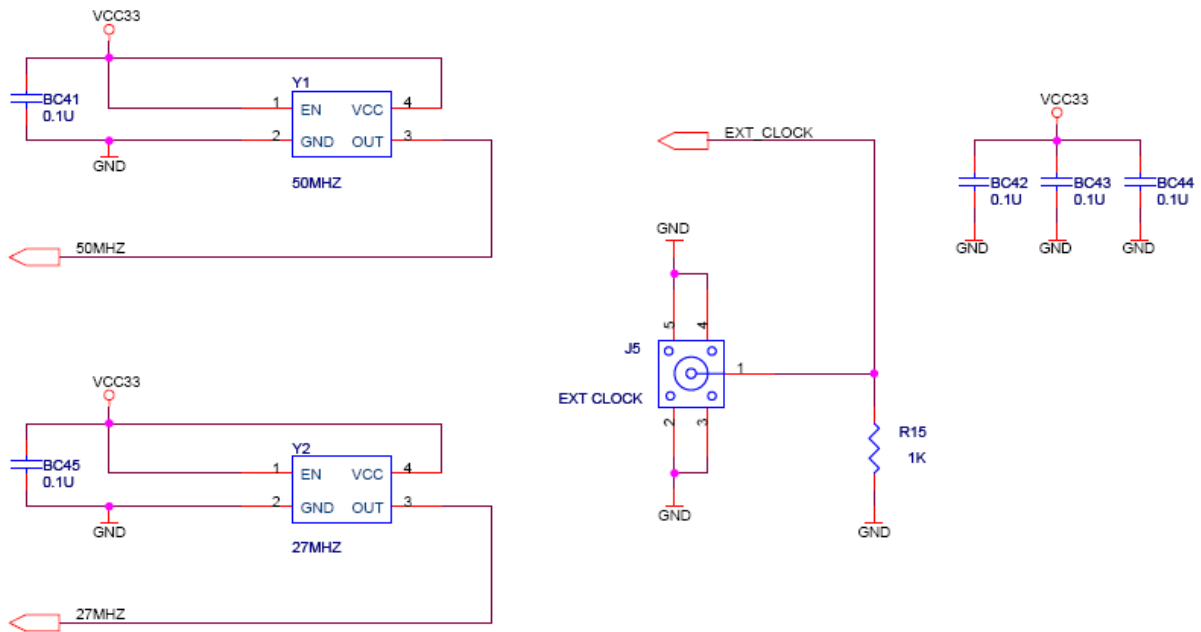 VCC33
BC41
0.1U
Y1
1 EN VCC 4
2 GND OUT 3
GND
50MHZ
50MHZ
VCC33
BC45
0.1U
Y2
1 EN VCC 4
2 GND OUT 3
GND
27MHZ
27MHZ
EXT_CLOCK
GND
5 4
J5
1
EXT CLOCK
2 3
GND
R15
1K
GND
VCC33
BC42 BC43 BC44
0.1U 0.1U 0.1U
GND GND GND